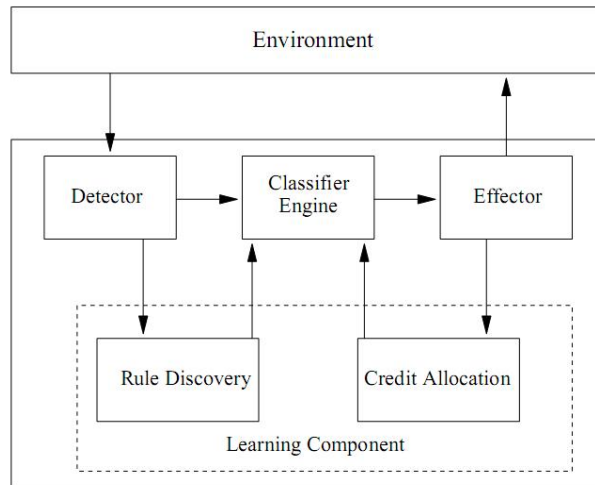 Environment
Detector
Classifier
Engine
Effector
Rule Discovery
Credit Allocation
Learning Component